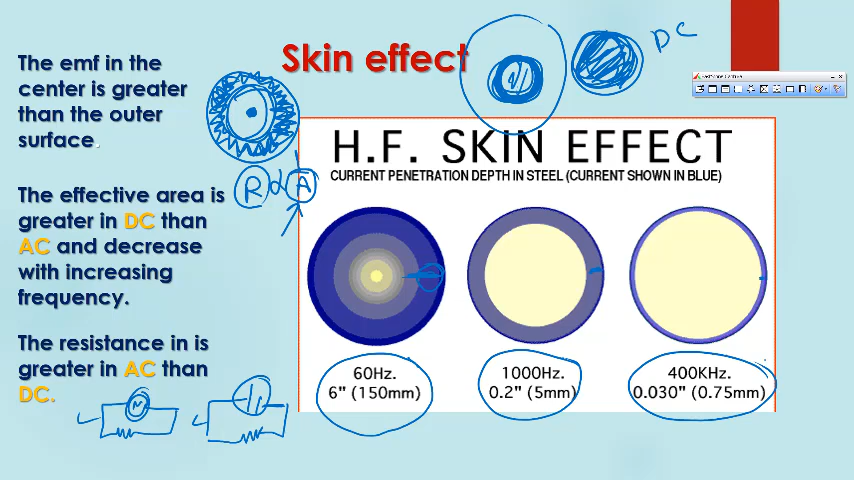 Skin effect
DC
The emf in the
center is greater
than the outer
surface.
R α 1/A
The effective area is
greater in DC than
AC and decrease
with increasing
frequency.
The resistance in is
greater in AC than
DC.
H.F. SKIN EFFECT
CURRENT PENETRATION DEPTH IN STEEL (CURRENT SHOWN IN BLUE)
60Hz.
6" (150mm)
1000Hz.
0.2" (5mm)
400KHz.
0.030" (0.75mm)